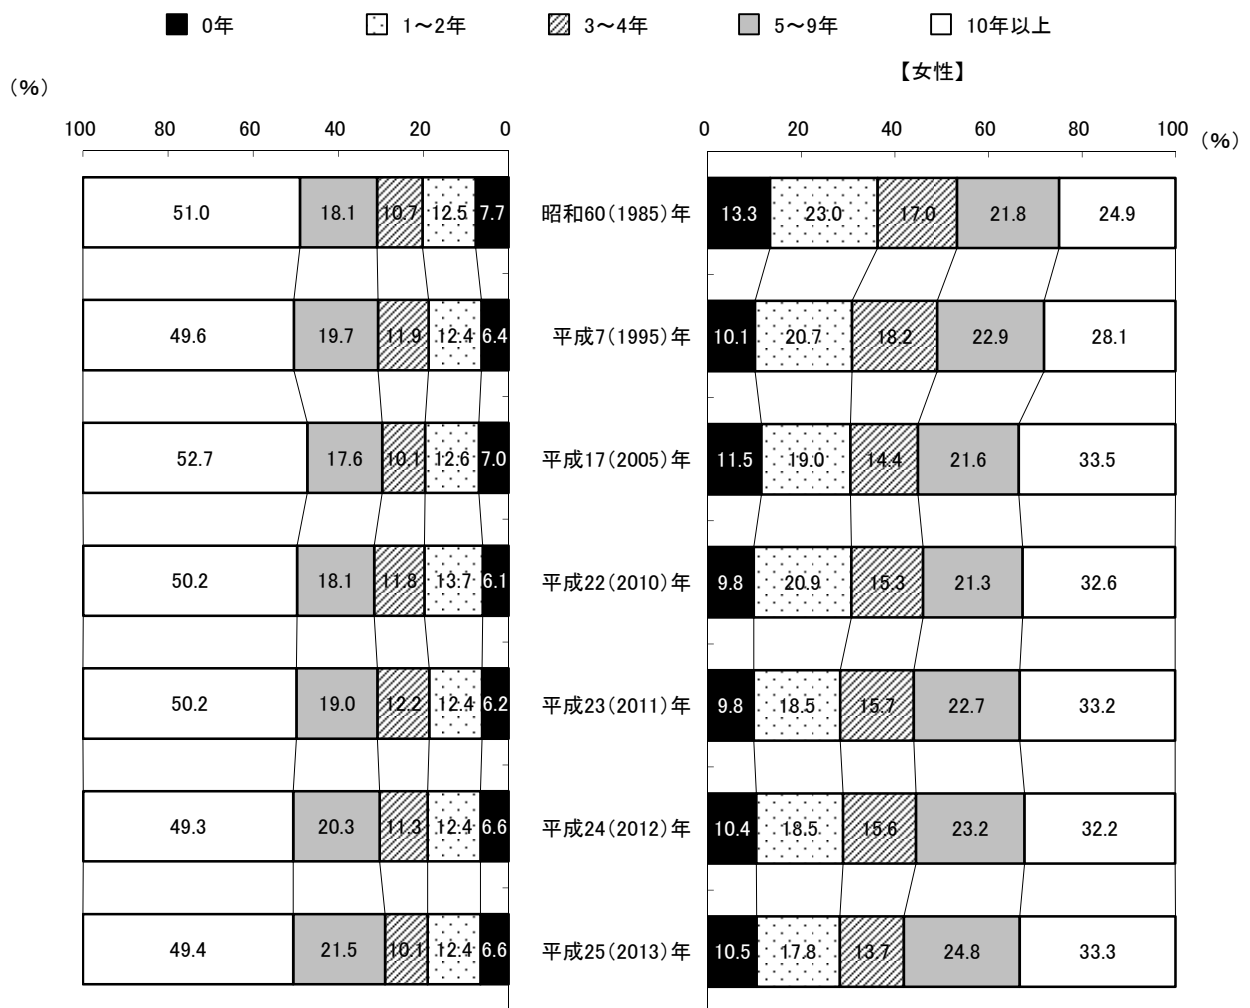 0年 1～2年 3～4年 5～9年 10年以上
【女性】
(%)
100 80 60 40 20 0 0 20 40 60 80 100 (%)
51.0 18.1 10.7 12.5 7.7 昭和60(1985)年 13.3 23.0 17.0 21.8 24.9
49.6 19.7 11.9 12.4 6.4 平成7(1995)年 10.1 20.7 18.2 22.9 28.1
52.7 17.6 10.1 12.6 7.0 平成17(2005)年 11.5 19.0 14.4 21.6 33.5
50.2 18.1 11.8 13.7 6.1 平成22(2010)年 9.8 20.9 15.3 21.3 32.6
50.2 19.0 12.2 12.4 6.2 平成23(2011)年 9.8 18.5 15.7 22.7 33.2
49.3 20.3 11.3 12.4 6.6 平成24(2012)年 10.4 18.5 15.6 23.2 32.2
49.4 21.5 10.1 12.4 6.6 平成25(2013)年 10.5 17.8 13.7 24.8 33.3